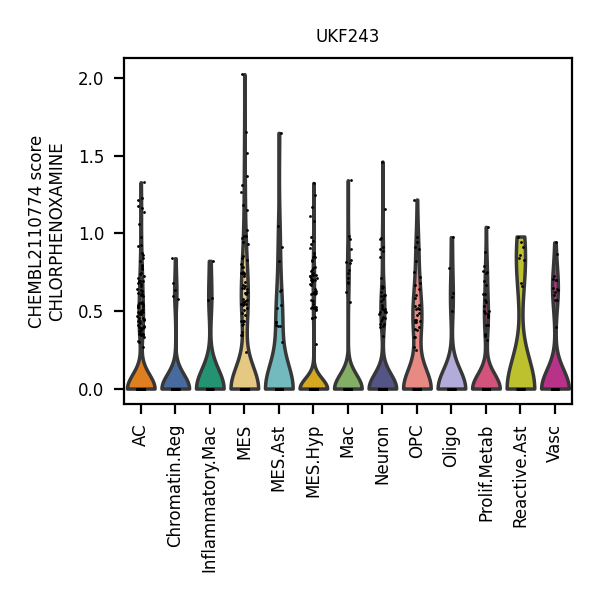 UKF243
CHEMBL2110774 score
CHLORPHENOXAMINE
2.0
1.5
1.0
0.5
0.0
AC
Chromatin.Reg
Inflammatory.Mac
MES
MES.Ast
MES.Hyp
Mac
Neuron
OPC
Oligo
Prolif.Metab
Reactive.Ast
Vasc